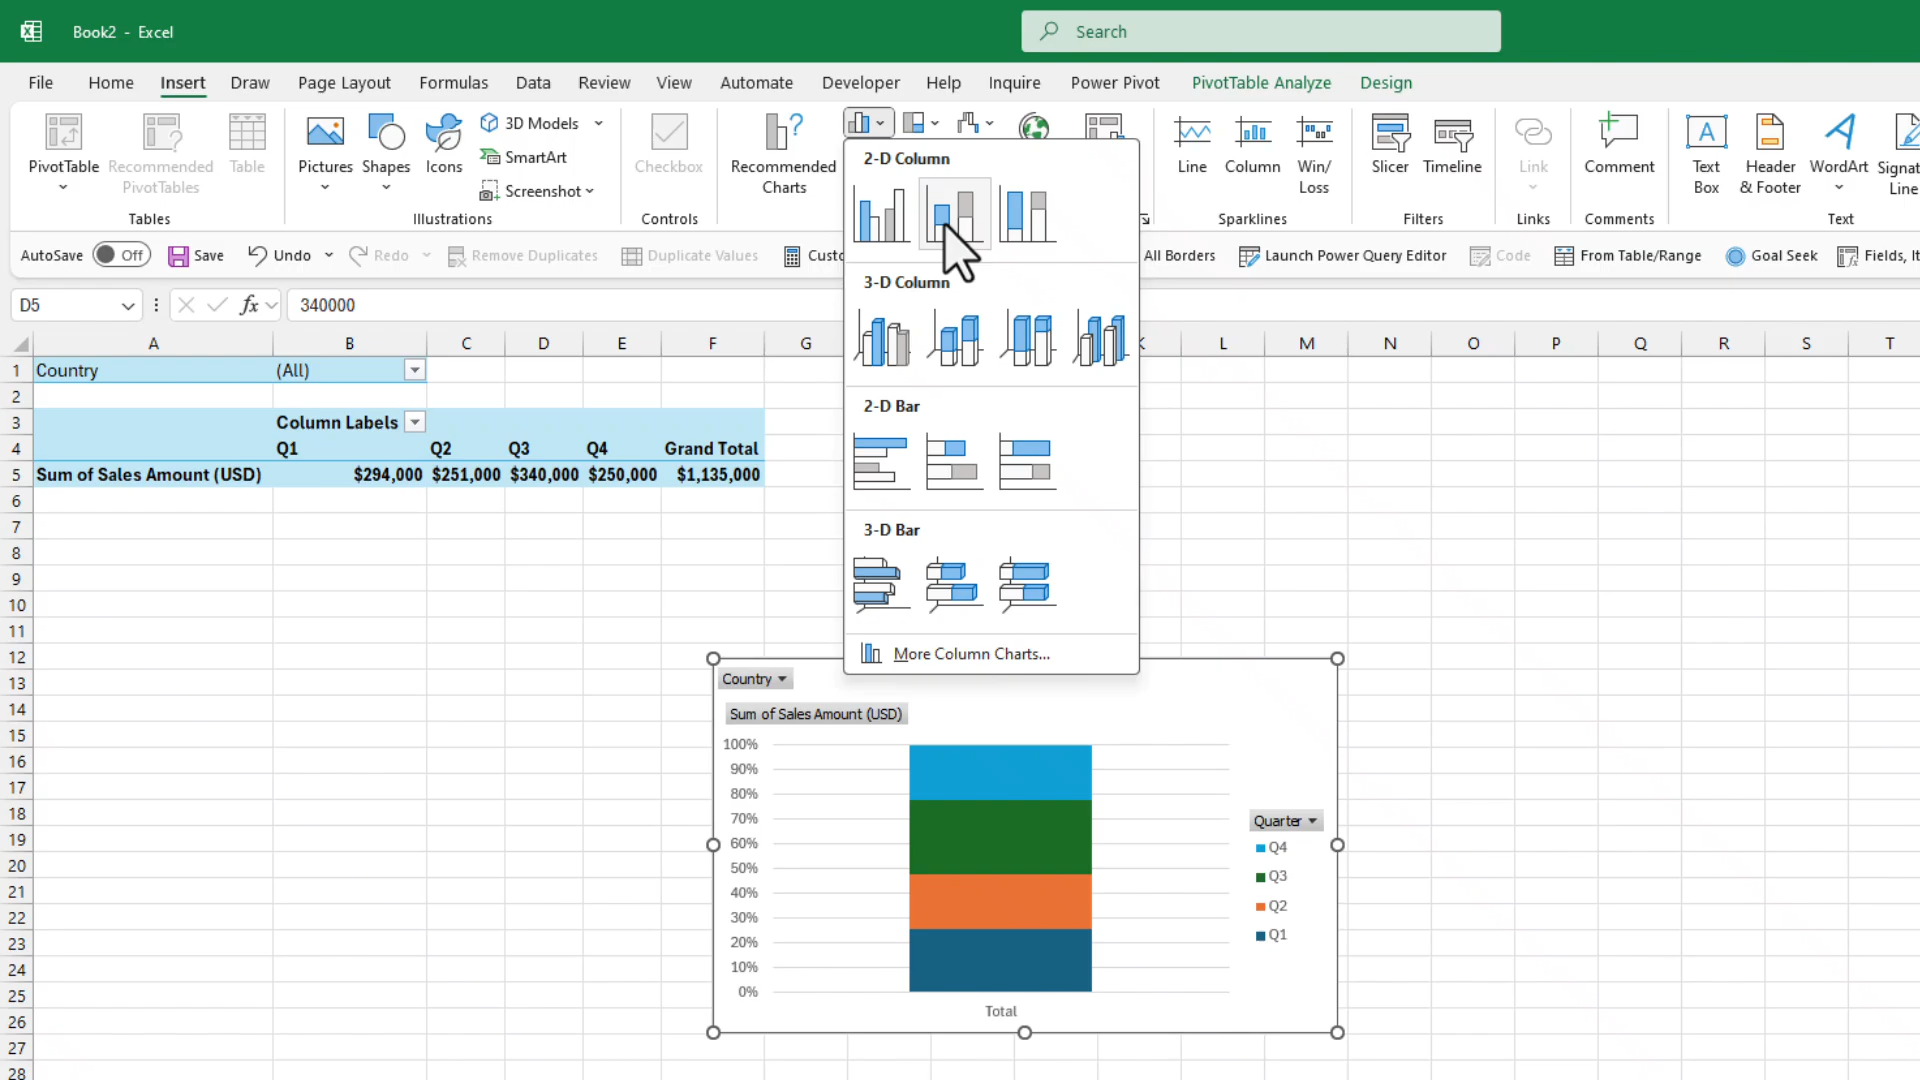 Book2 - Excel
Search
File Home Insert Draw Page Layout Formulas Data Review View Automate Developer Help Inquire Power Pivot PivotTable Analyze Design
PivotTable
Recommended PivotTables
Table
Tables
Pictures
Shapes
Icons
3D Models
SmartArt
Screenshot
Illustrations
Checkbox
Controls
Recommended Charts
Line
Column
Win/ Loss
Sparklines
Slicer
Timeline
Filters
Link
Links
Comment
Comments
Text Box
Header & Footer
WordArt
Signat
Line
Text
AutoSave Off Save Undo Redo Remove Duplicates Duplicate Values Custo All Borders Launch Power Query Editor Code From Table/Range Goal Seek Fields, It
D5 fx 340000
2-D Column
3-D Column
2-D Bar
3-D Bar
More Column Charts...
A B C D E F G K L M N O P Q R S T
1 Country (All)
2
3 Column Labels
4 Q1 Q2 Q3 Q4 Grand Total
5 Sum of Sales Amount (USD) $294,000 $251,000 $340,000 $250,000 $1,135,000
6
7
8
9
10
11
12
13
14
15
16
17
18
19
20
21
22
23
24
25
26
27
28
Country
Sum of Sales Amount (USD)
100%
90%
80%
70%
60%
50%
40%
30%
20%
10%
0%
Total
Quarter
Q4
Q3
Q2
Q1